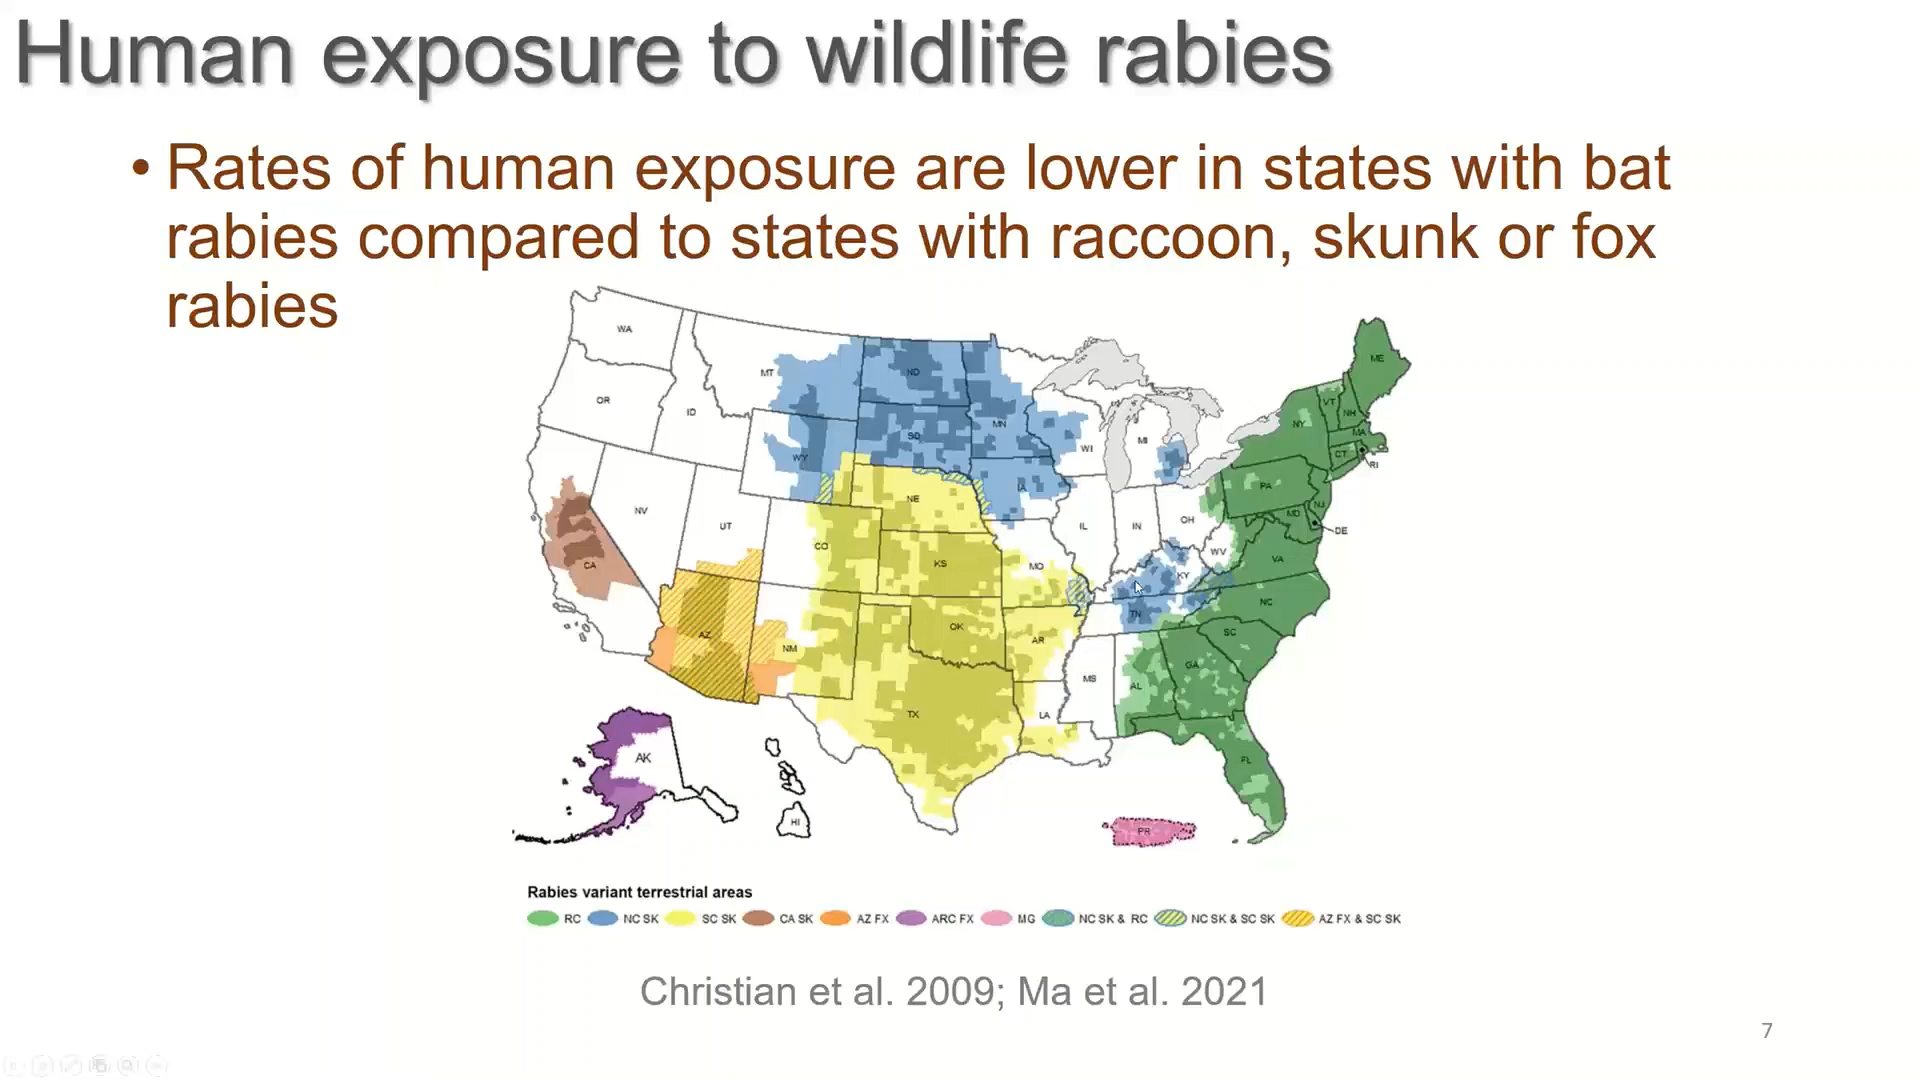 Human exposure to wildlife rabies
• Rates of human exposure are lower in states with bat
rabies compared to states with raccoon, skunk or fox
rabies
WA
ME
MT
ND
VT
NH
OR
ID
NY
MN
MA
SD
WI
MI
CT
RI
WY
PA
IA
NE
NJ
NV
MD
IL
IN
OH
UT
DE
CO
WV
VA
CA
KS
MO
KY
NC
TN
OK
AZ
AR
SC
NM
GA
MS
AL
TX
LA
AK
FL
HI
PR
Rabies variant terrestrial areas
RC NC SK SC SK CA SK AZ FX ARC FX MG NC SK & RC NC SK & SC SK AZ FX & SC SK
Christian et al. 2009; Ma et al. 2021
7